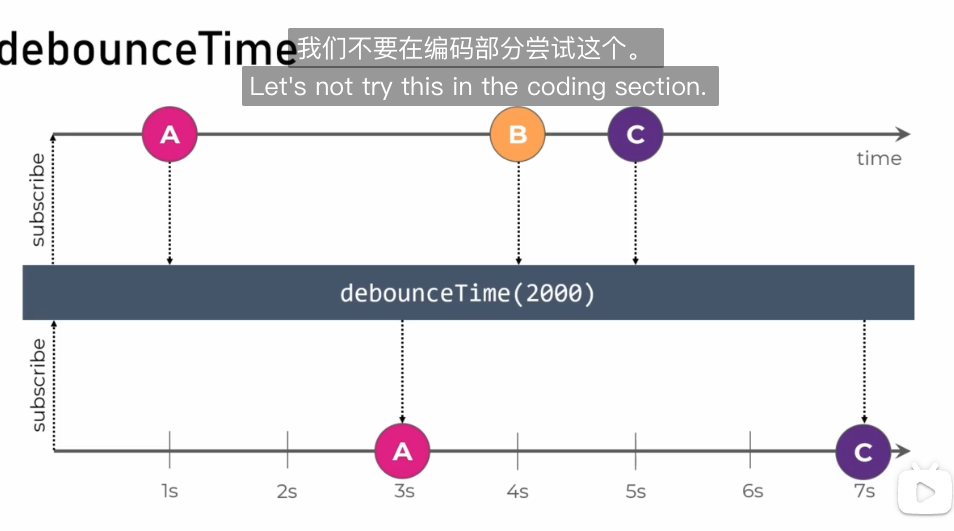 debounceTime
我们不要在编码部分尝试这个。
Let's not try this in the coding section.
A
B
C
time
subscribe
debounceTime(2000)
subscribe
A
C
1s
2s
3s
4s
5s
6s
7s